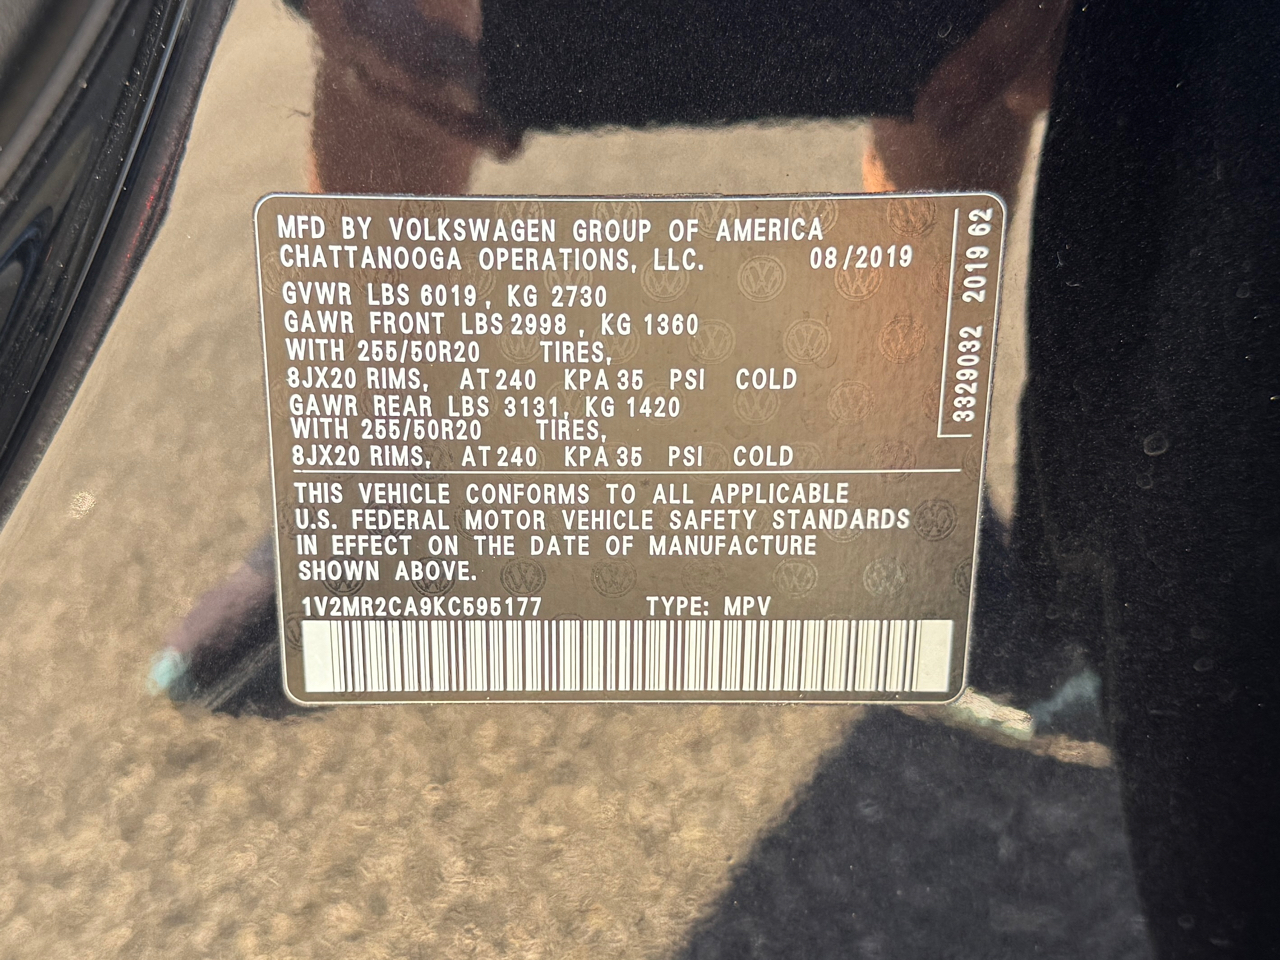 MFD BY VOLKSWAGEN GROUP OF AMERICA
CHATTANOOGA OPERATIONS, LLC. 08/2019
GVWR LBS 6019, KG 2730
GAWR FRONT LBS 2998, KG 1360
WITH 255/50R20 TIRES,
8JX20 RIMS, AT 240 KPA 35 PSI COLD
GAWR REAR LBS 3131, KG 1420
WITH 255/50R20 TIRES,
8JX20 RIMS, AT 240 KPA 35 PSI COLD
3329032 2019 62
THIS VEHICLE CONFORMS TO ALL APPLICABLE
U.S. FEDERAL MOTOR VEHICLE SAFETY STANDARDS
IN EFFECT ON THE DATE OF MANUFACTURE
SHOWN ABOVE.
1V2MR2CA9KC595177 TYPE: MPV